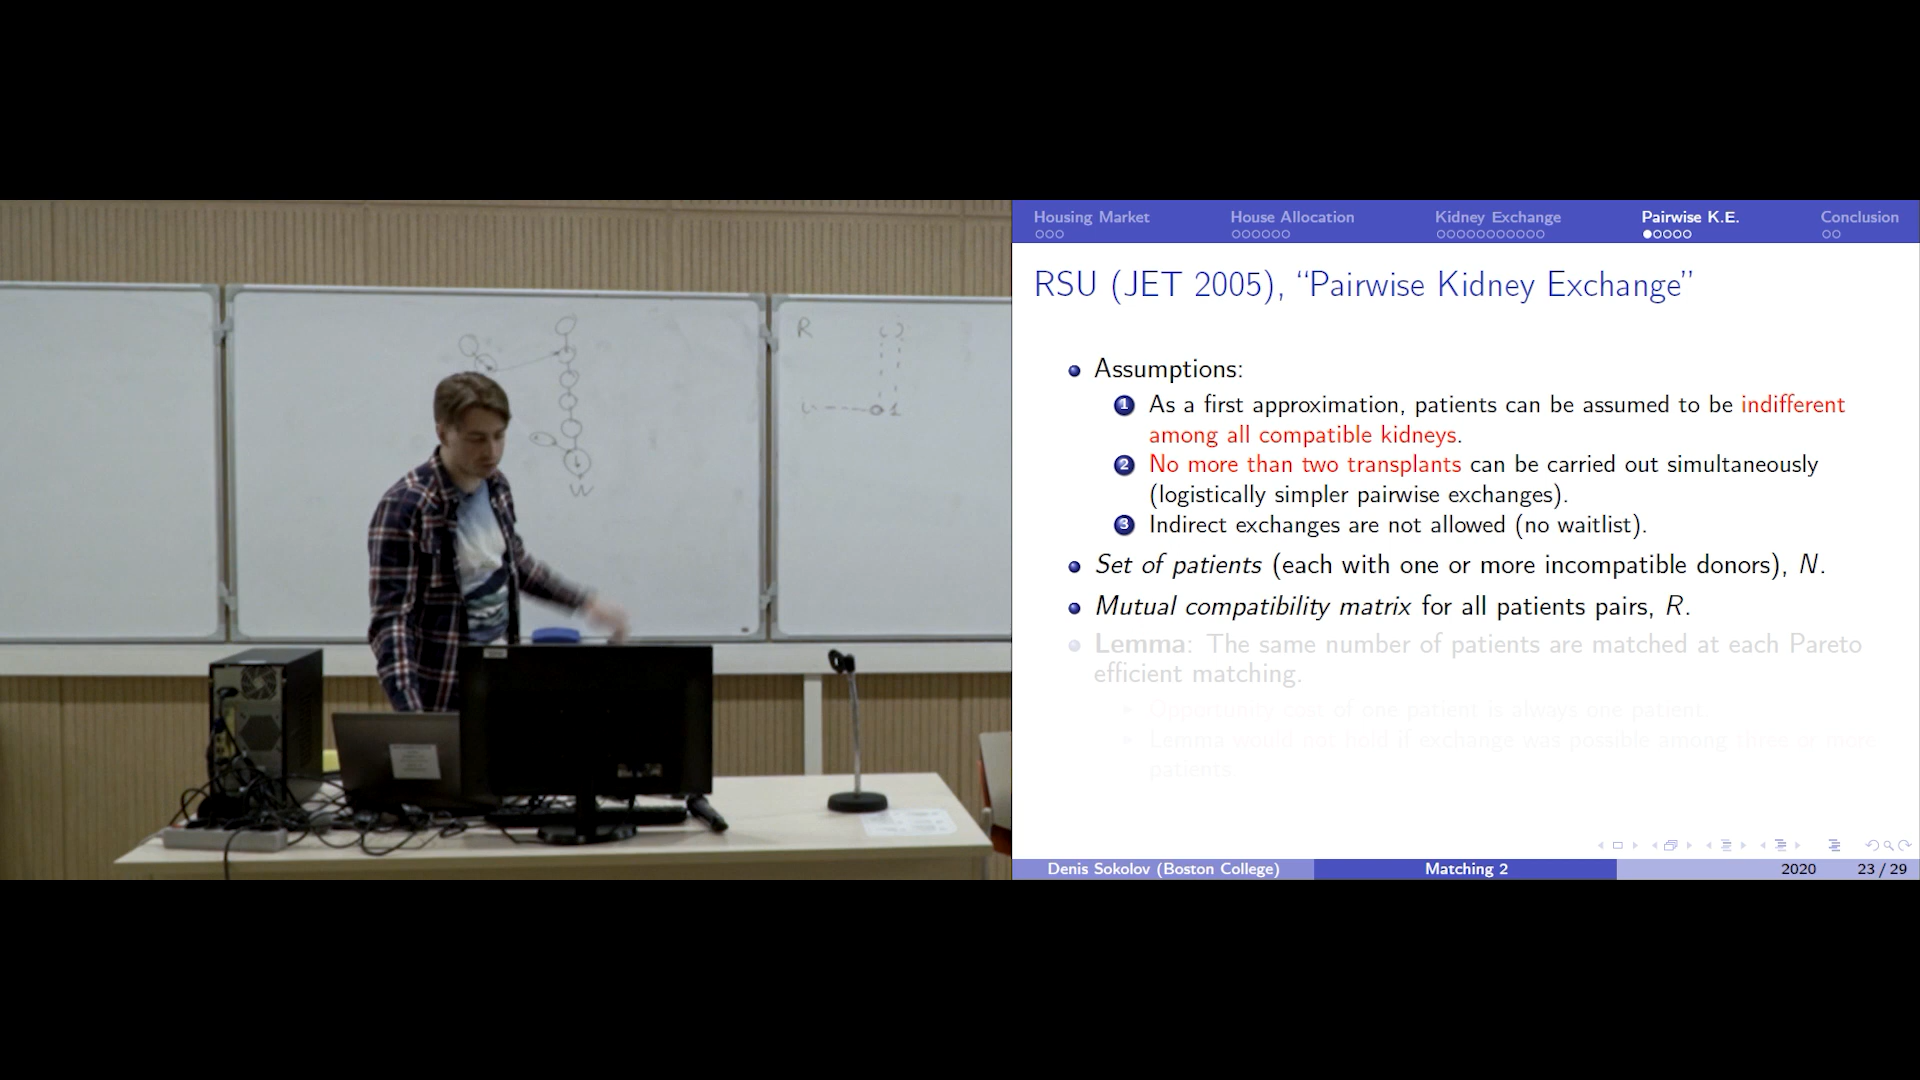 R
1
W
Housing Market
House Allocation
Kidney Exchange
Pairwise K.E.
Conclusion
RSU (JET 2005), “Pairwise Kidney Exchange”
Assumptions:
1 As a first approximation, patients can be assumed to be indifferent
among all compatible kidneys.
2 No more than two transplants can be carried out simultaneously
(logistically simpler pairwise exchanges).
3 Indirect exchanges are not allowed (no waitlist).
Set of patients (each with one or more incompatible donors), N.
Mutual compatibility matrix for all patients pairs, R.
Lemma: The same number of patients are matched at each Pareto
efficient matching.
Opportunity cost of one patient is always one patient
Lemma would not hold if exchange was possible among three or more
patients
Denis Sokolov (Boston College)
Matching 2
2020
23 / 29